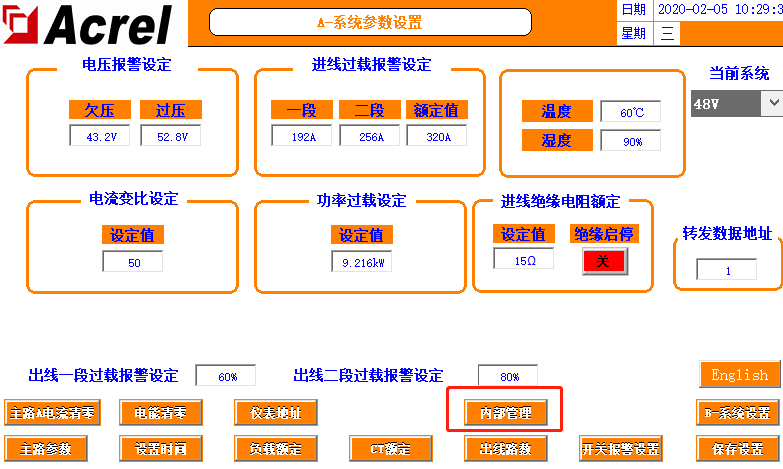 Acrel
A-系统参数设置
日期 2020-02-05 10:29:3
星期 三
电压报警设定
欠压 过压
43.2V 52.8V
进线过载报警设定
一段 二段 额定值
192A 256A 320A
温度 60℃
湿度 90%
当前系统
48V
电流变比设定
设定值
50
功率过载设定
设定值
9.216kW
进线绝缘电阻额定
设定值 绝缘启停
15Ω 关
转发数据地址
1
出线一段过载报警设定 60% 出线二段过载报警设定 80%
English
主路A电流清零 电能清零 仪表地址 内部管理 B-系统设置
主路参数 设置时间 负载额定 CT额定 出线路数 开关报警设置 保存设置